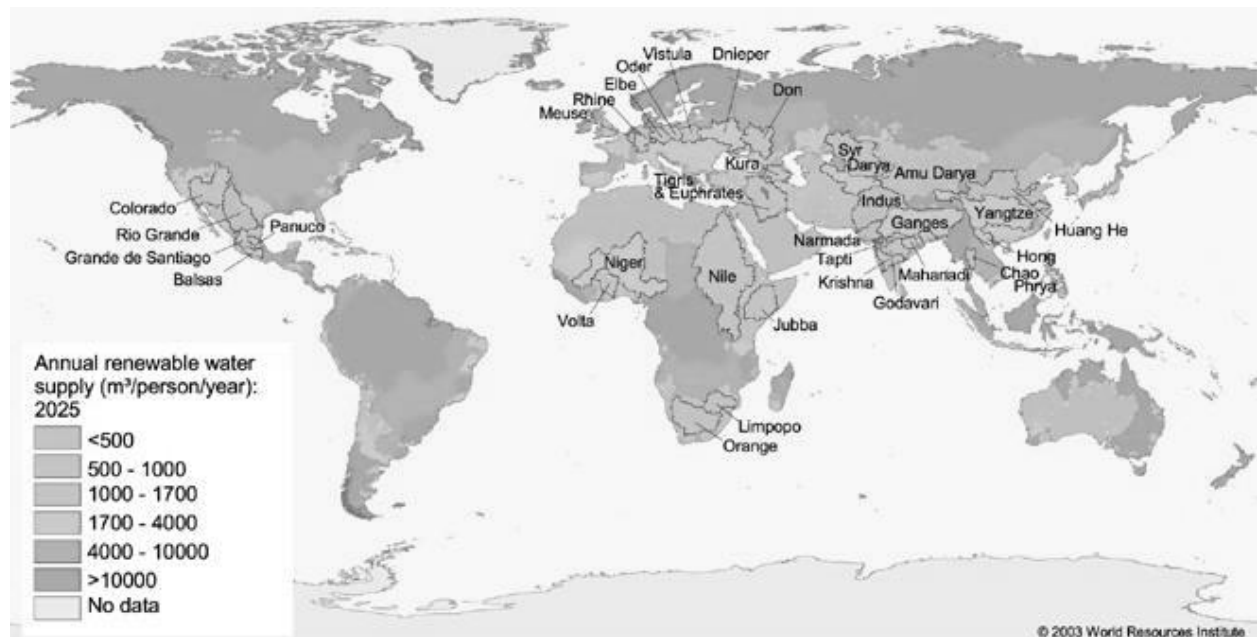 Vistula
Dnieper
Oder
Elbe
Rhine
Meuse
Don
Kura
Syr
Darya
Amu Darya
Tigris
& Euphrates
Indus
Ganges
Yangtze
Huang He
Colorado
Rio Grande
Grande de Santiago
Panuco
Balsas
Niger
Nile
Volta
Jubba
Narmada
Tapti
Krishna
Mahanadi
Godavari
Hong
Chao
Phrya
Limpopo
Orange
Annual renewable water
supply (m³/person/year):
2025
<500
500 - 1000
1000 - 1700
1700 - 4000
4000 - 10000
>10000
No data
© 2003 World Resources Institute